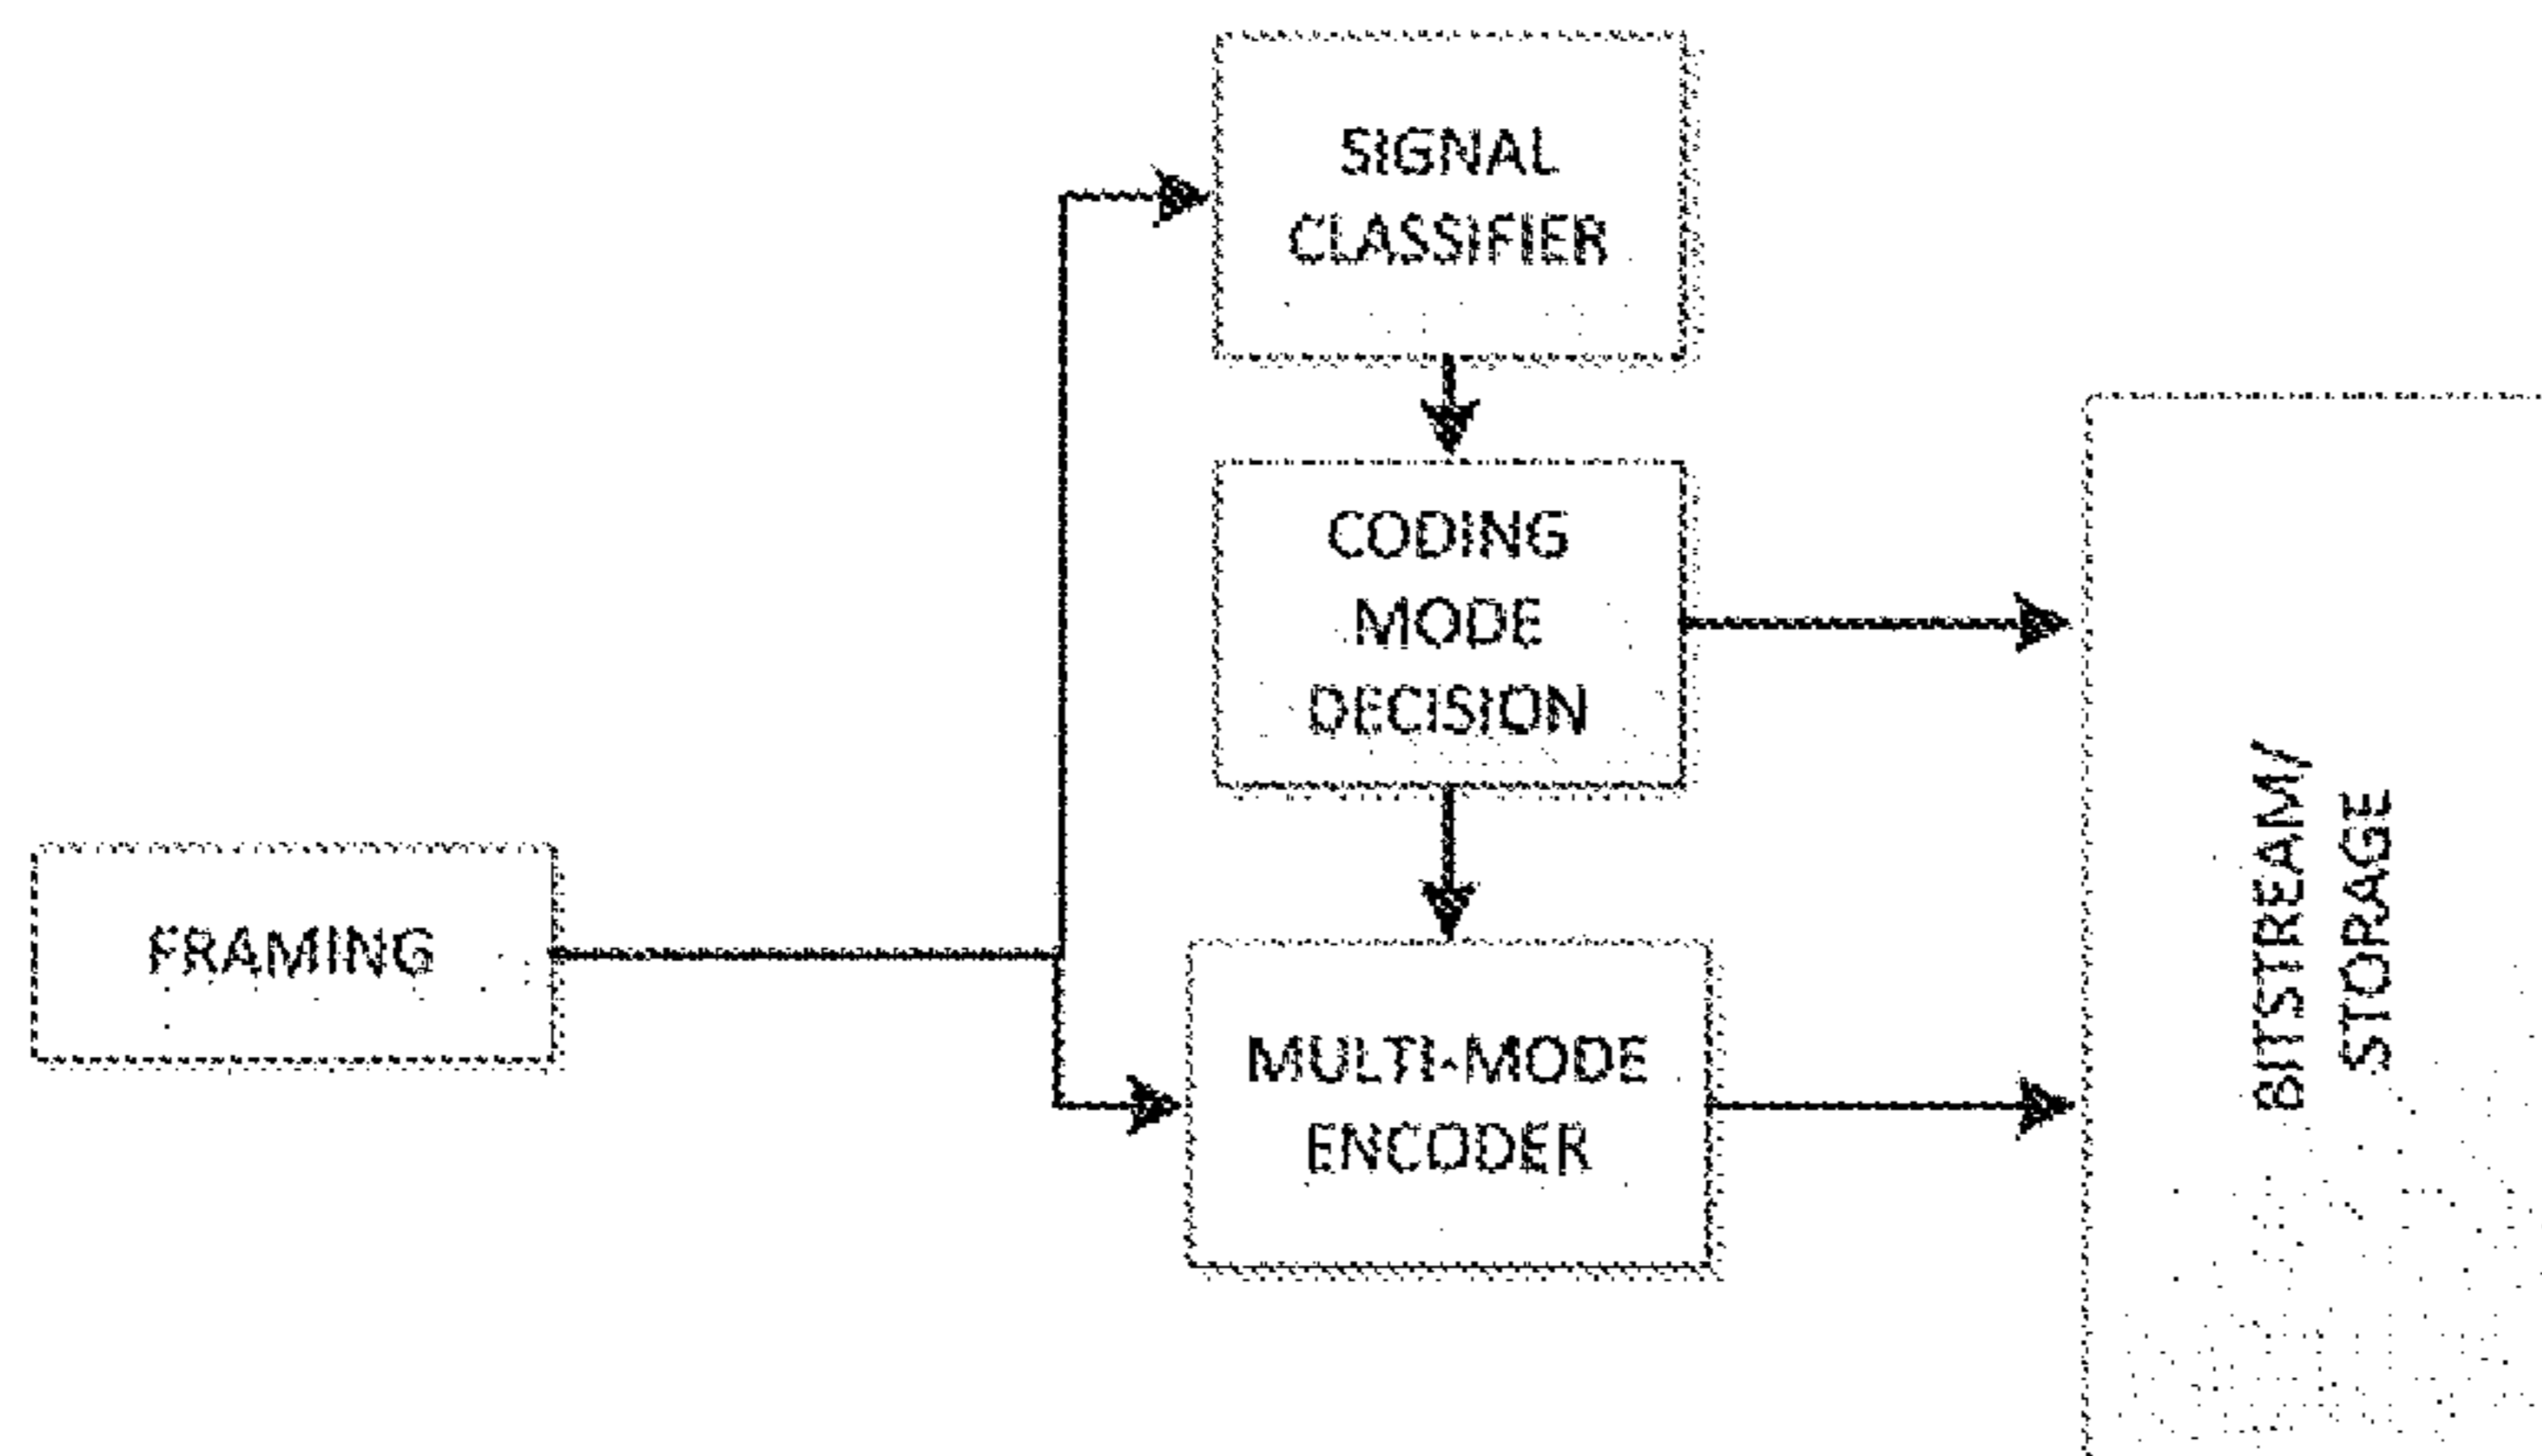 SIGNAL
CLASSIFIER
CODING
MODE
DECISION
FRAMING
MULTI-MODE
ENCODER
BITSTREAM/
STORAGE